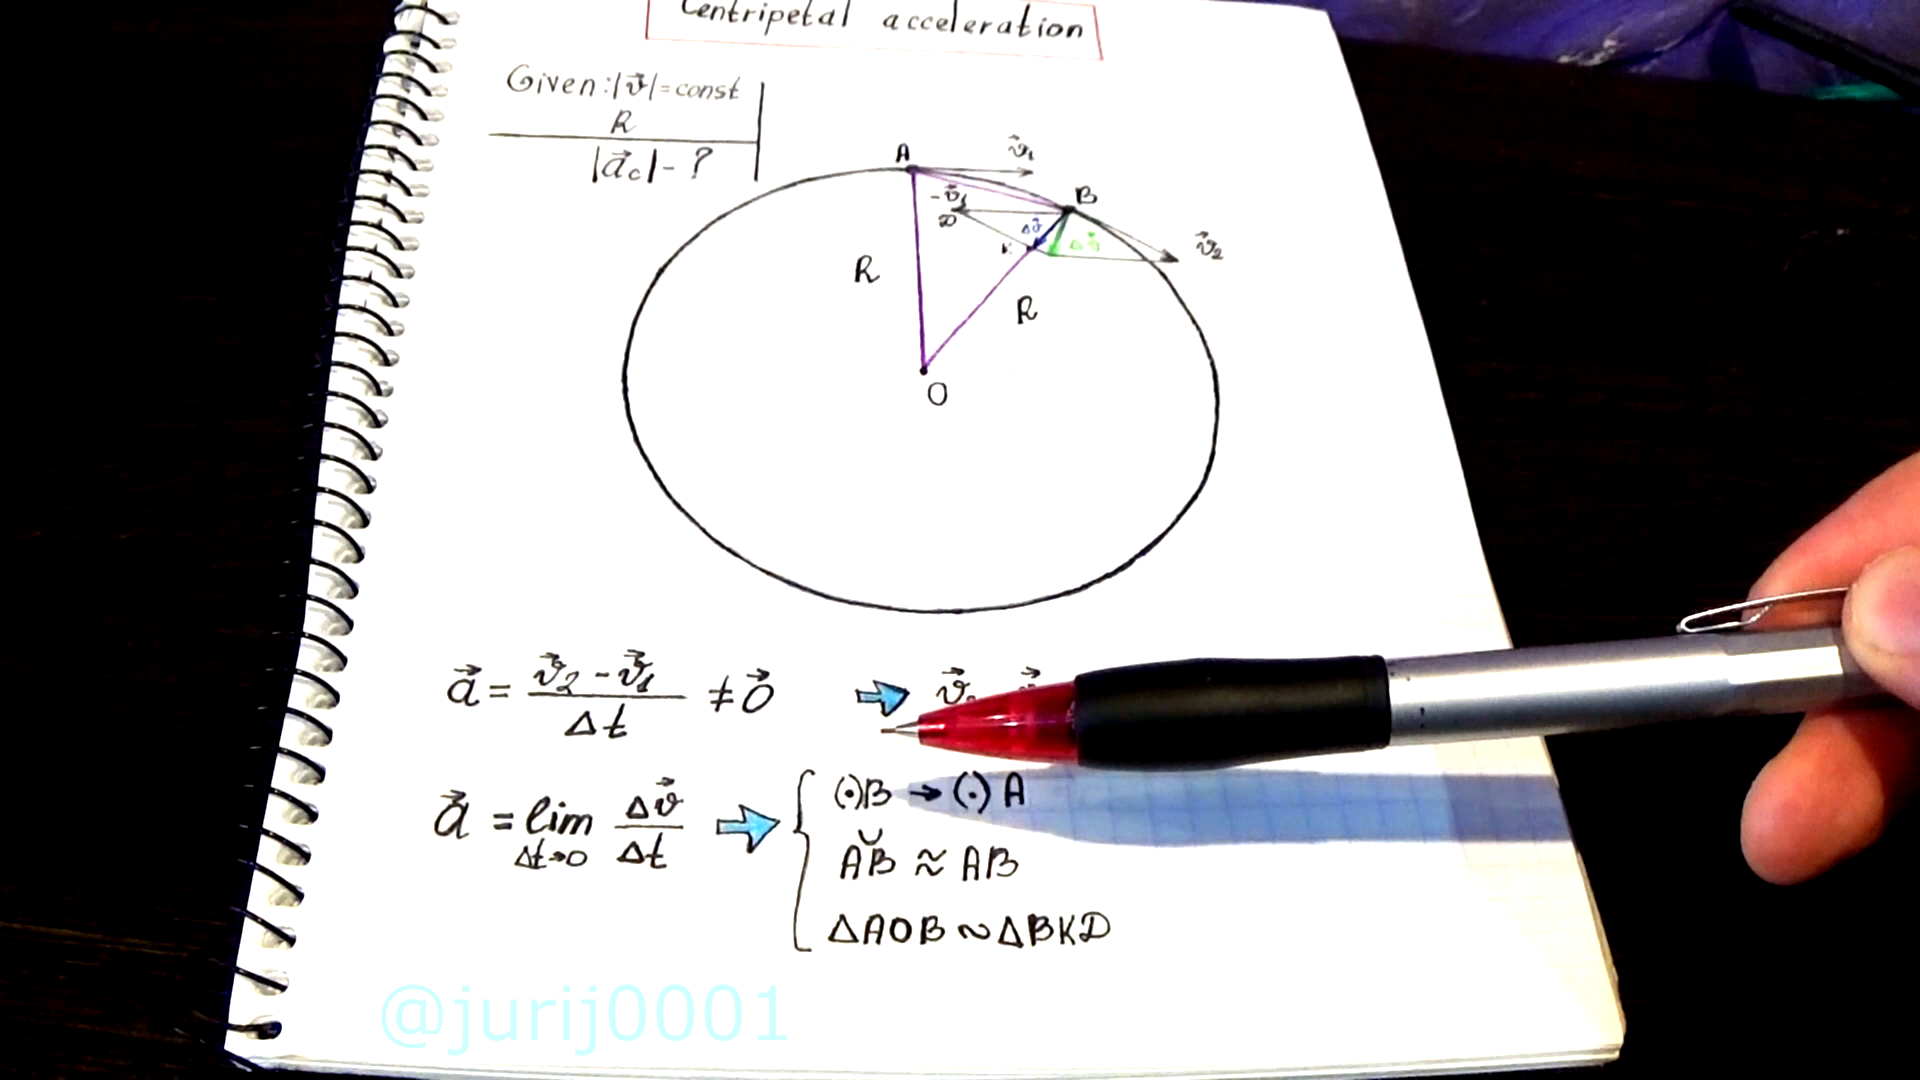 Centripetal acceleration
Given: |v⃗| = const
R
|a⃗c| - ?
A
v⃗₁
-v⃗₁
B
D
Δv⃗
Δv⃗
K
v⃗₂
R
R
O
a⃗ = (v⃗₂ - v⃗₁)/Δt ≠ 0⃗
a⃗ = lim Δt→0 Δv⃗/Δt
(·)B → (·)A
A͝B ≈ AB
ΔAOB ~ ΔBKD
@jurij0001